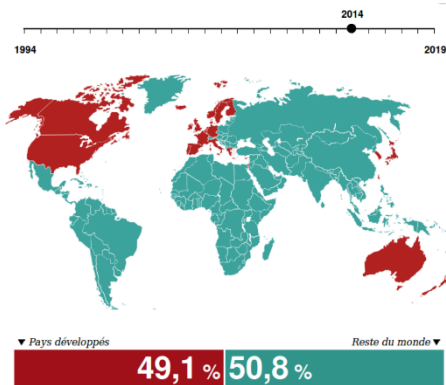 2014
1994 2019
▼ Pays développés Reste du monde ▼
49,1 % 50,8 %